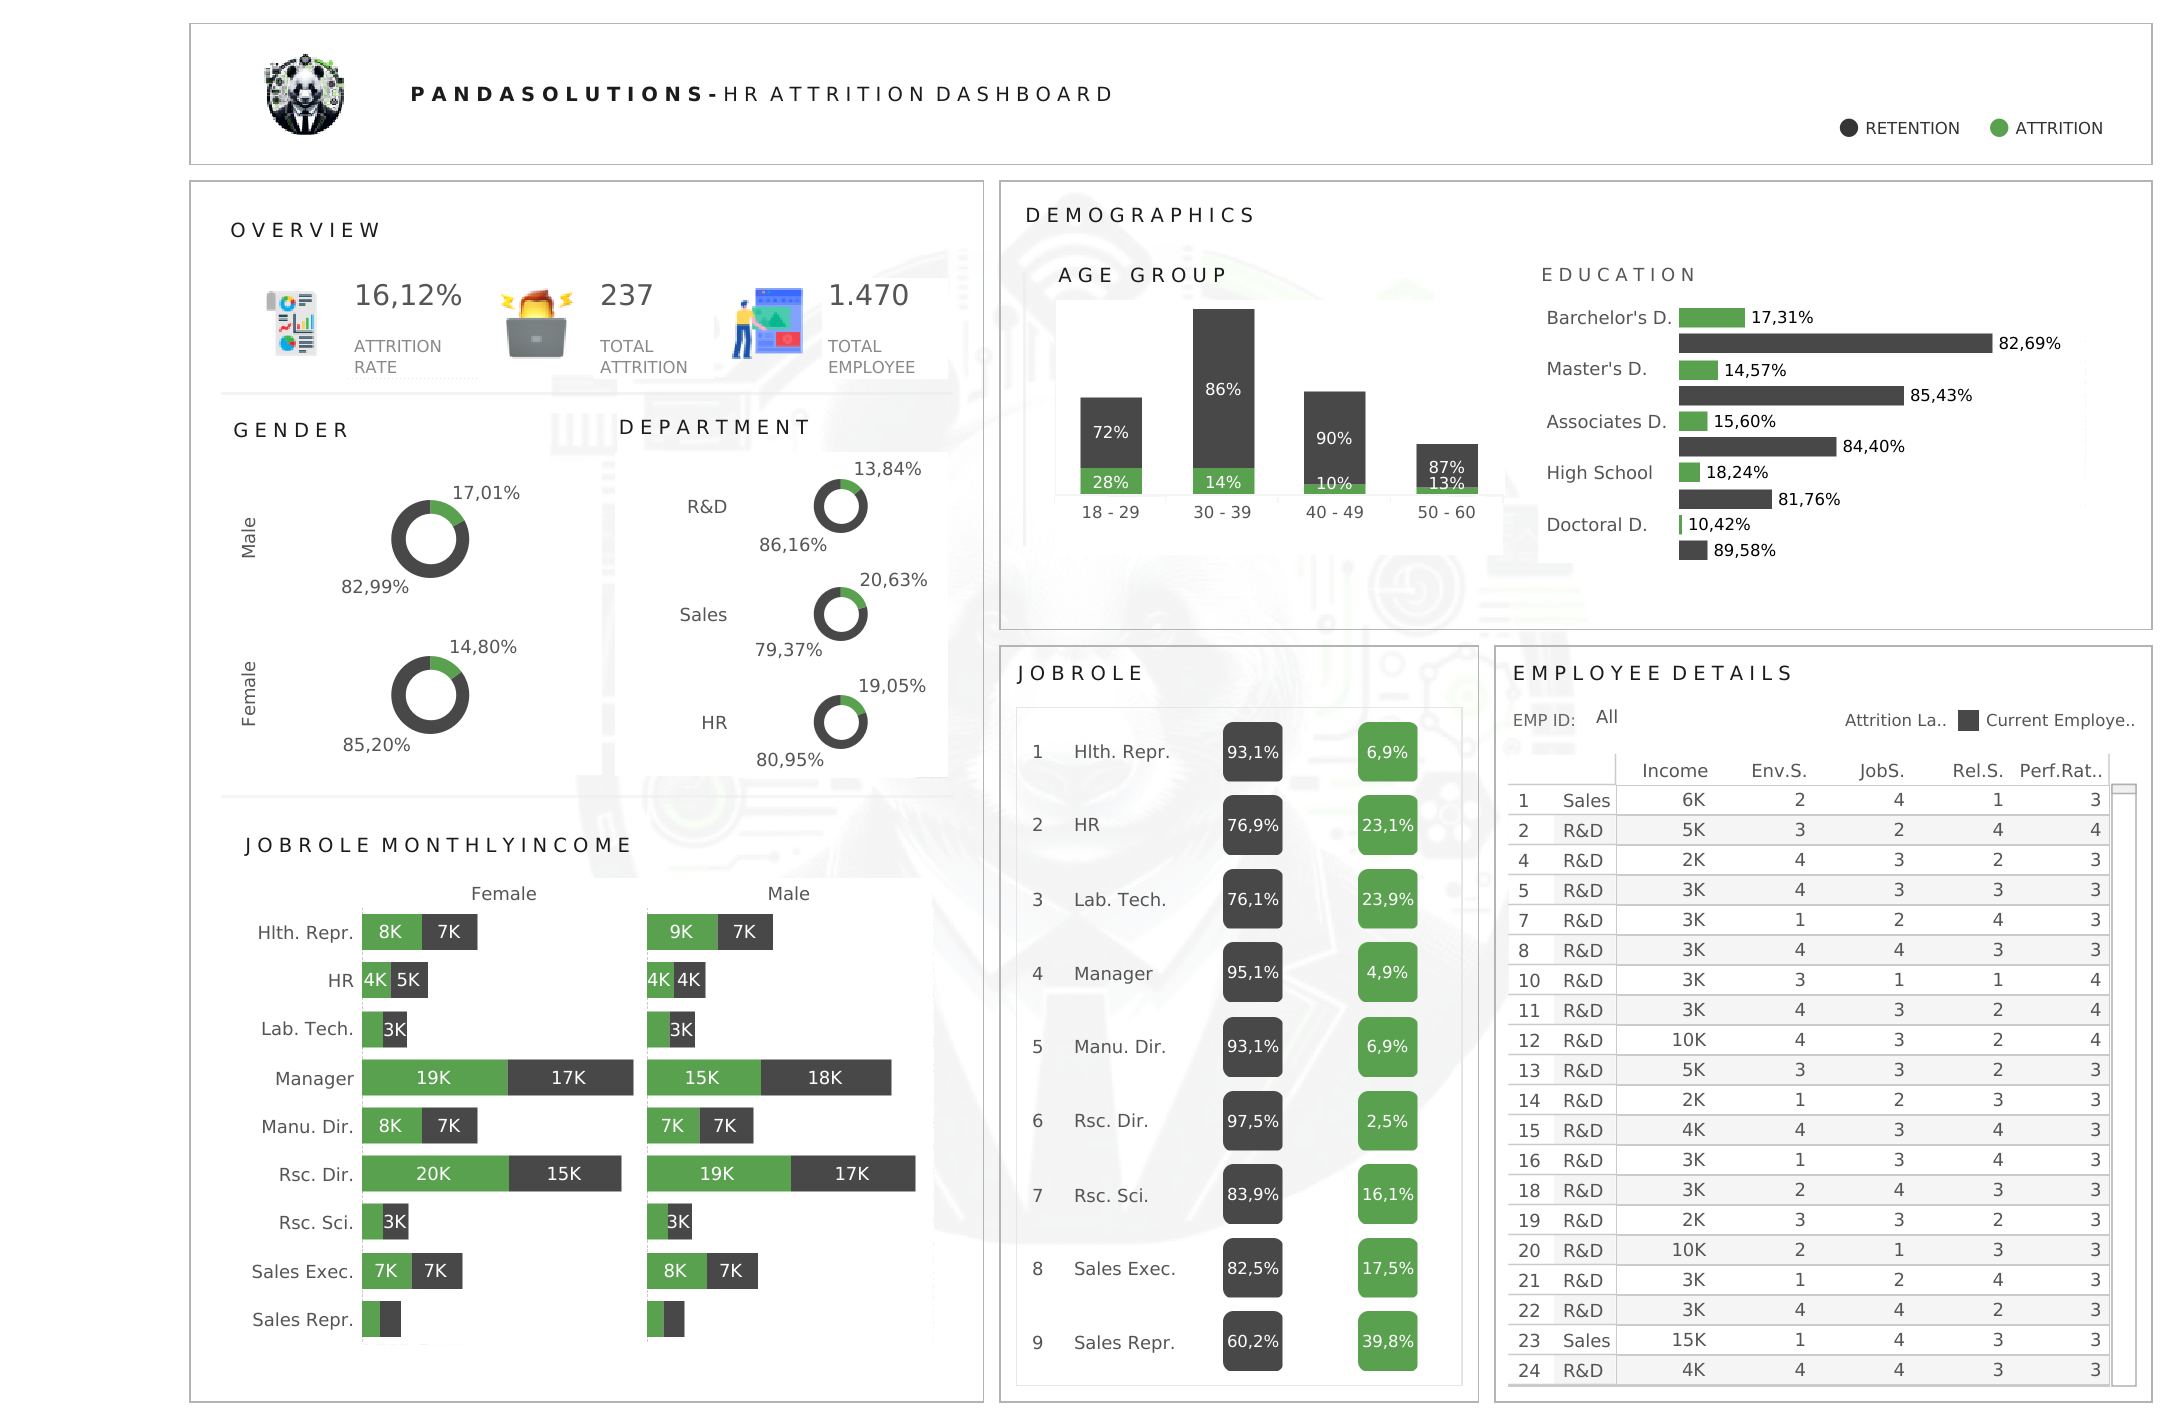 PANDASOLUTIONS-HR ATTRITION DASHBOARD
RETENTION ATTRITION
OVERVIEW
16,12% 237 1.470
ATTRITION RATE
TOTAL ATTRITION
TOTAL EMPLOYEE
GENDER
Male
17,01%
82,99%
Female
14,80%
85,20%
DEPARTMENT
R&D
13,84%
86,16%
Sales
20,63%
79,37%
HR
19,05%
80,95%
JOBROLE MONTHLYINCOME
Female Male
Hlth. Repr. 8K 7K 9K 7K
HR 4K 5K 4K 4K
Lab. Tech. 3K 3K
Manager 19K 17K 15K 18K
Manu. Dir. 8K 7K 7K 7K
Rsc. Dir. 20K 15K 19K 17K
Rsc. Sci. 3K 3K
Sales Exec. 7K 7K 8K 7K
Sales Repr.
DEMOGRAPHICS
AGE GROUP
72% 86% 90% 87%
28% 14% 10% 13%
18 - 29 30 - 39 40 - 49 50 - 60
EDUCATION
Barchelor's D. 17,31%
82,69%
Master's D. 14,57%
85,43%
Associates D. 15,60%
84,40%
High School 18,24%
81,76%
Doctoral D. 10,42%
89,58%
JOBROLE
1 Hlth. Repr. 93,1% 6,9%
2 HR 76,9% 23,1%
3 Lab. Tech. 76,1% 23,9%
4 Manager 95,1% 4,9%
5 Manu. Dir. 93,1% 6,9%
6 Rsc. Dir. 97,5% 2,5%
7 Rsc. Sci. 83,9% 16,1%
8 Sales Exec. 82,5% 17,5%
9 Sales Repr. 60,2% 39,8%
EMPLOYEE DETAILS
EMP ID: All Attrition La.. Current Employe..
Income Env.S. JobS. Rel.S. Perf.Rat..
1 Sales 6K 2 4 1 3
2 R&D 5K 3 2 4 4
4 R&D 2K 4 3 2 3
5 R&D 3K 4 3 3 3
7 R&D 3K 1 2 4 3
8 R&D 3K 4 4 3 3
10 R&D 3K 3 1 1 4
11 R&D 3K 4 3 2 4
12 R&D 10K 4 3 2 4
13 R&D 5K 3 3 2 3
14 R&D 2K 1 2 3 3
15 R&D 4K 4 3 4 3
16 R&D 3K 1 3 4 3
18 R&D 3K 2 4 3 3
19 R&D 2K 3 3 2 3
20 R&D 10K 2 1 3 3
21 R&D 3K 1 2 4 3
22 R&D 3K 4 4 2 3
23 Sales 15K 1 4 3 3
24 R&D 4K 4 4 3 3